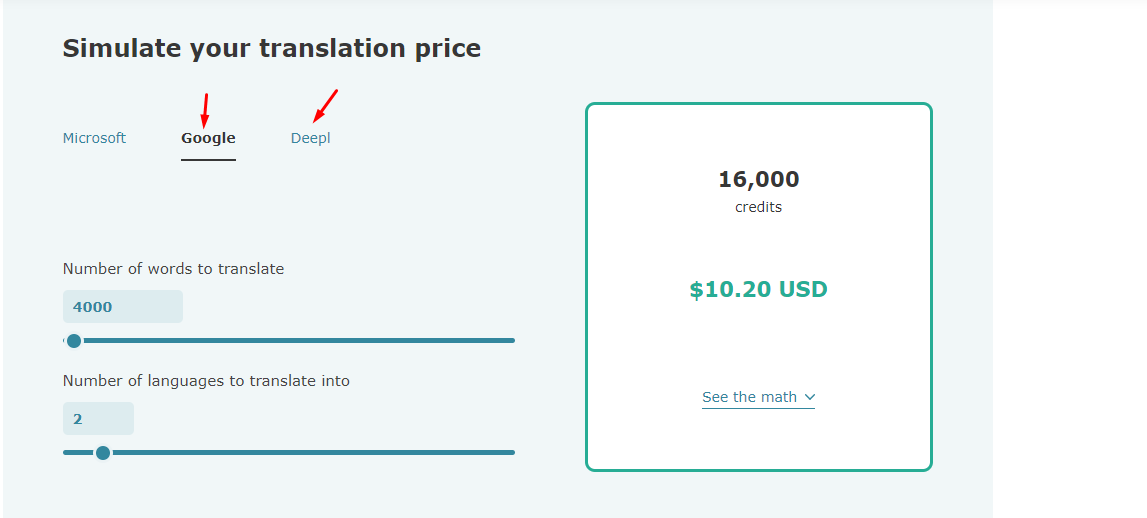 Simulate your translation price
Microsoft Google Deepl
Number of words to translate
4000
Number of languages to translate into
2
16,000
credits
$10.20 USD
See the math